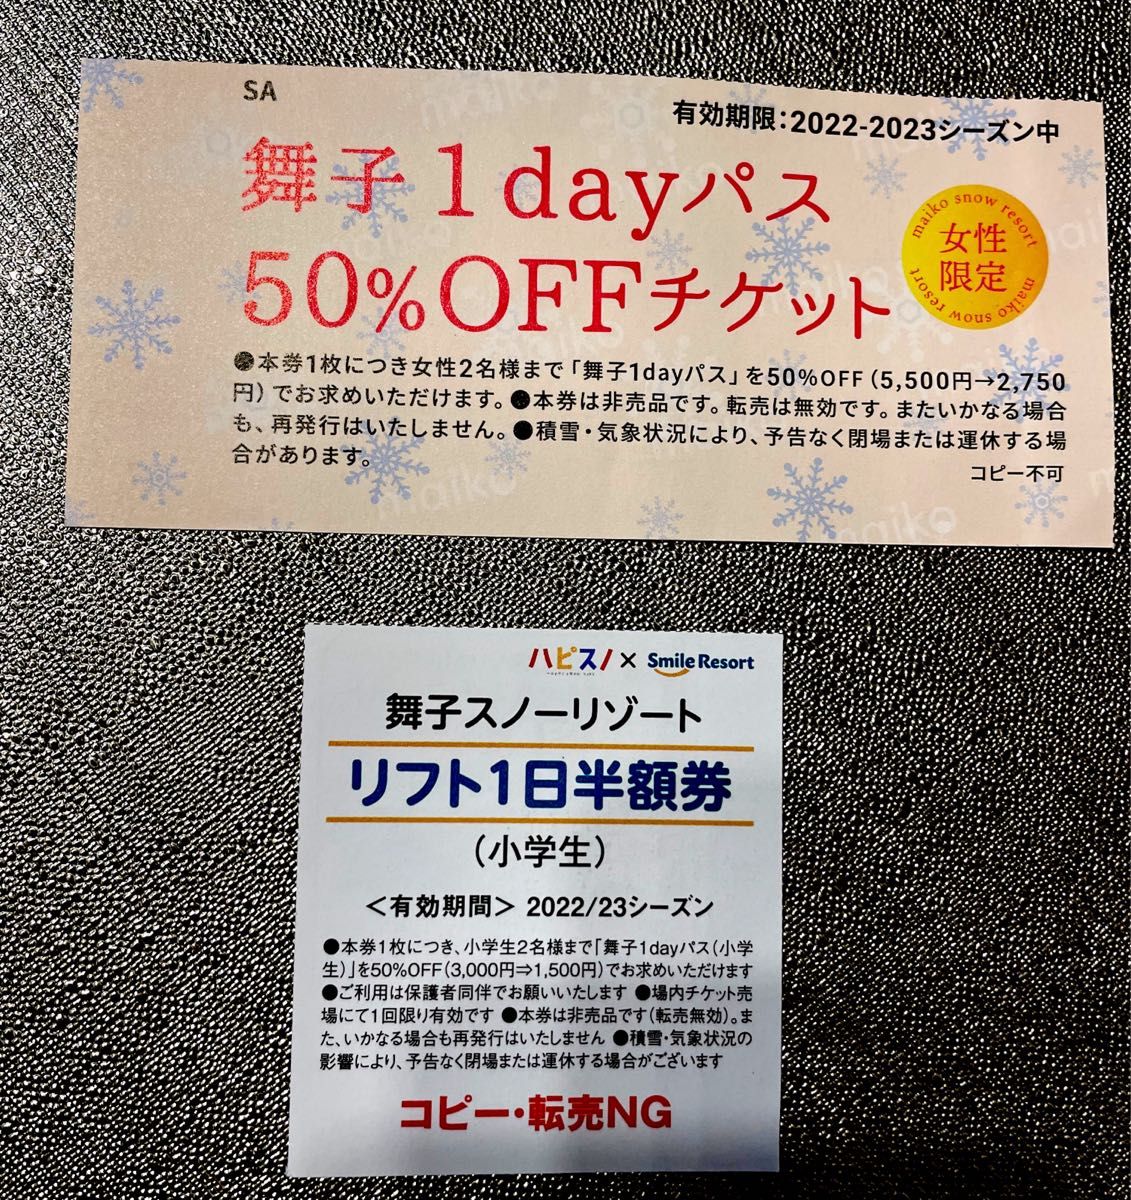 SA
有効期限：2022-2023シーズン中
舞子1dayパス
50%OFFチケット
maiko snow resort
女性
限定
maiko snow resort
●本券1枚につき女性2名様まで「舞子1dayパス」を50%OFF（5,500円→2,750
円）でお求めいただけます。●本券は非売品です。転売は無効です。またいかなる場合
も、再発行はいたしません。●積雪・気象状況により、予告なく閉場または運休する場
合があります。
コピー不可
maiko
maiko
ハピスノ×Smile Resort
舞子スノーリゾート
リフト1日半額券
（小学生）
＜有効期間＞ 2022/23シーズン
●本券1枚につき、小学生2名様まで「舞子1dayパス（小学
生）」を50%OFF（3,000円⇒1,500円）でお求めいただけます
●ご利用は保護者同伴でお願いいたします ●場内チケット売
場にて1回限り有効です ●本券は非売品です（転売無効）。ま
た、いかなる場合も再発行はいたしません ●積雪・気象状況の
影響により、予告なく閉場または運休する場合がございます
コピー・転売NG